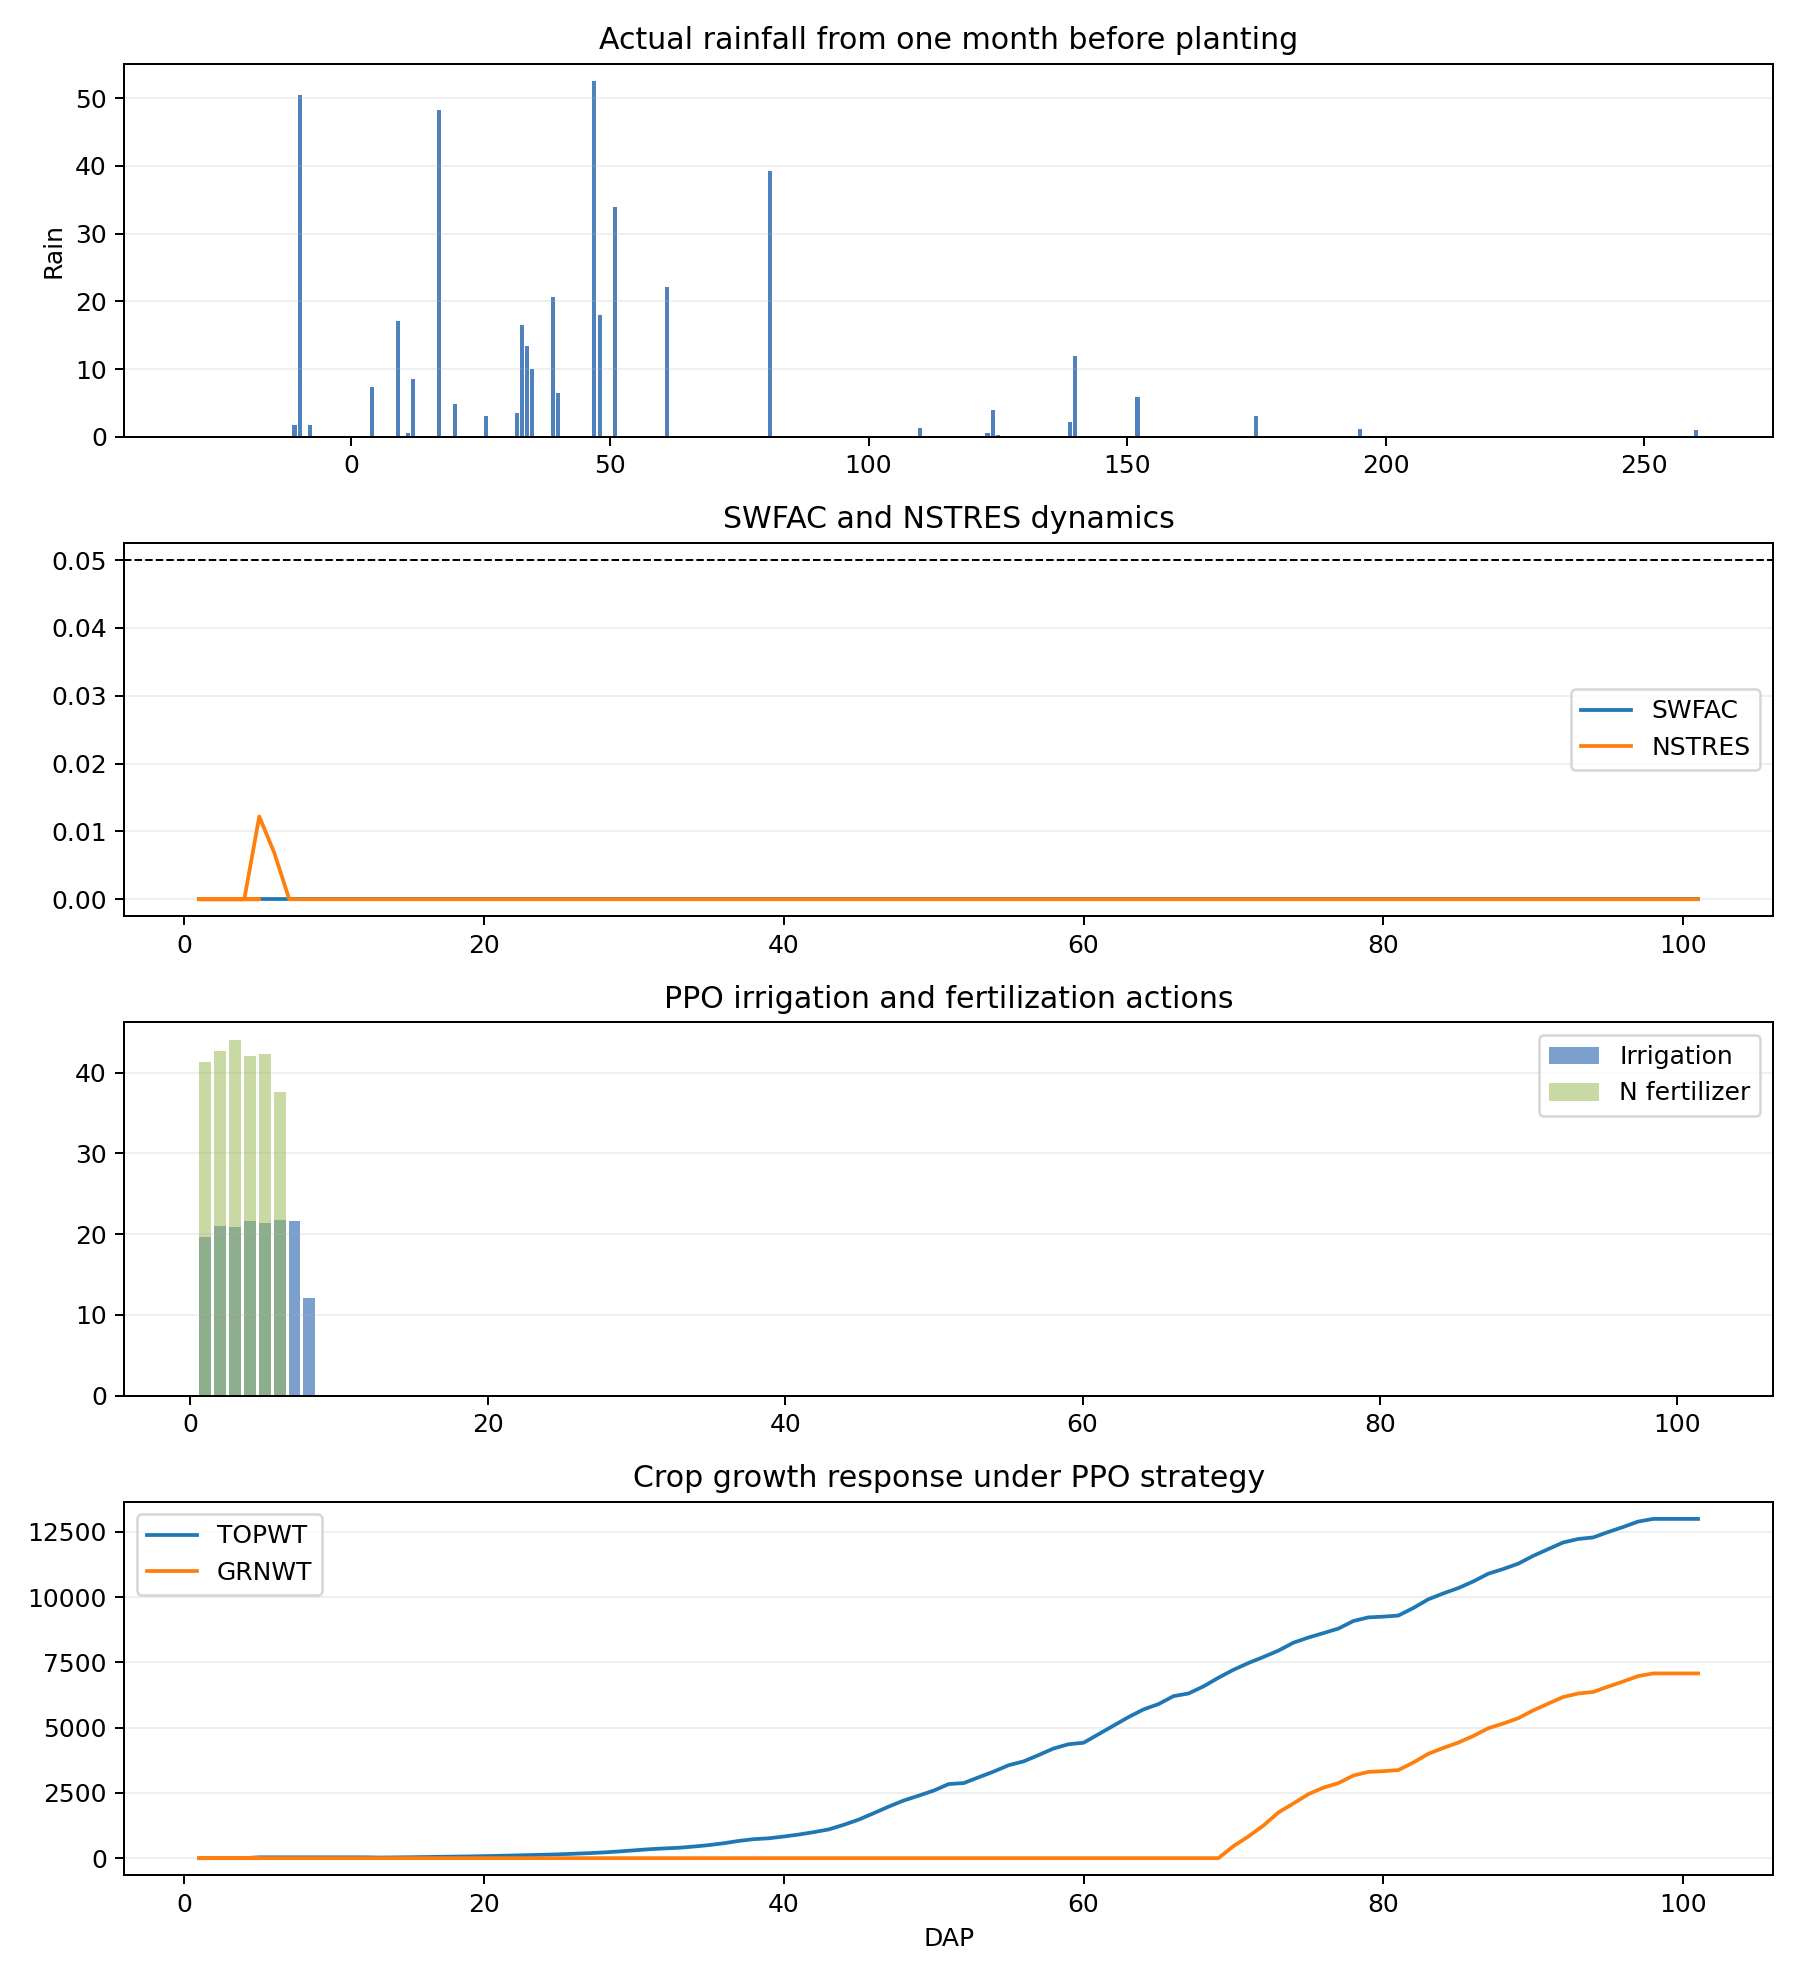 Actual rainfall from one month before planting
50
40
30
20
10
0
Rain
0 50 100 150 200 250
SWFAC and NSTRES dynamics
0.05
0.04
0.03
0.02
0.01
0.00
SWFAC
NSTRES
0 20 40 60 80 100
PPO irrigation and fertilization actions
40
30
20
10
0
Irrigation
N fertilizer
0 20 40 60 80 100
Crop growth response under PPO strategy
12500
10000
7500
5000
2500
0
TOPWT
GRNWT
0 20 40 60 80 100
DAP